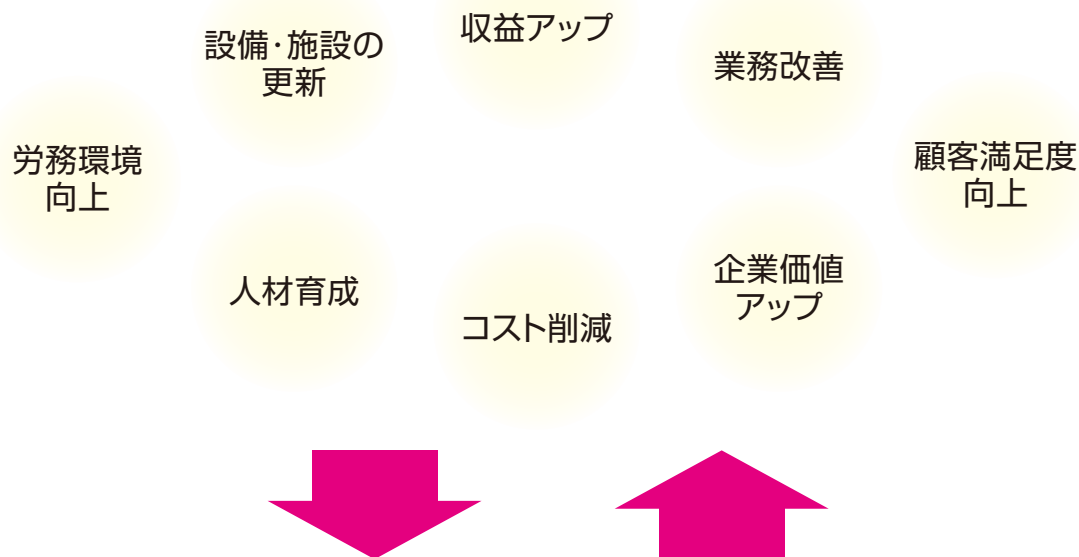 収益アップ
設備・施設の
更新
業務改善
労務環境
向上
顧客満足度
向上
人材育成
企業価値
アップ
コスト削減